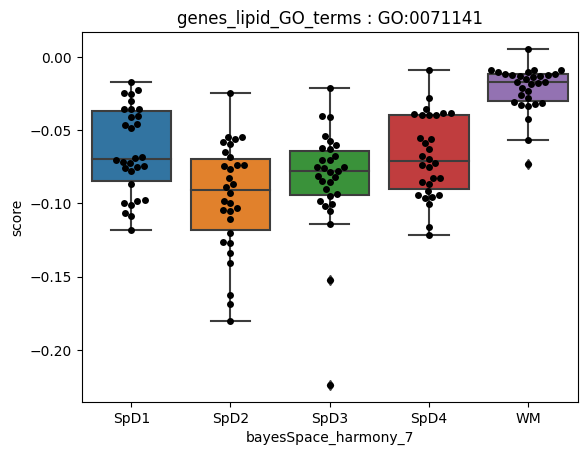 genes_lipid_GO_terms : GO:0071141
0.00
−0.05
−0.10
−0.15
−0.20
score
SpD1 SpD2 SpD3 SpD4 WM
bayesSpace_harmony_7